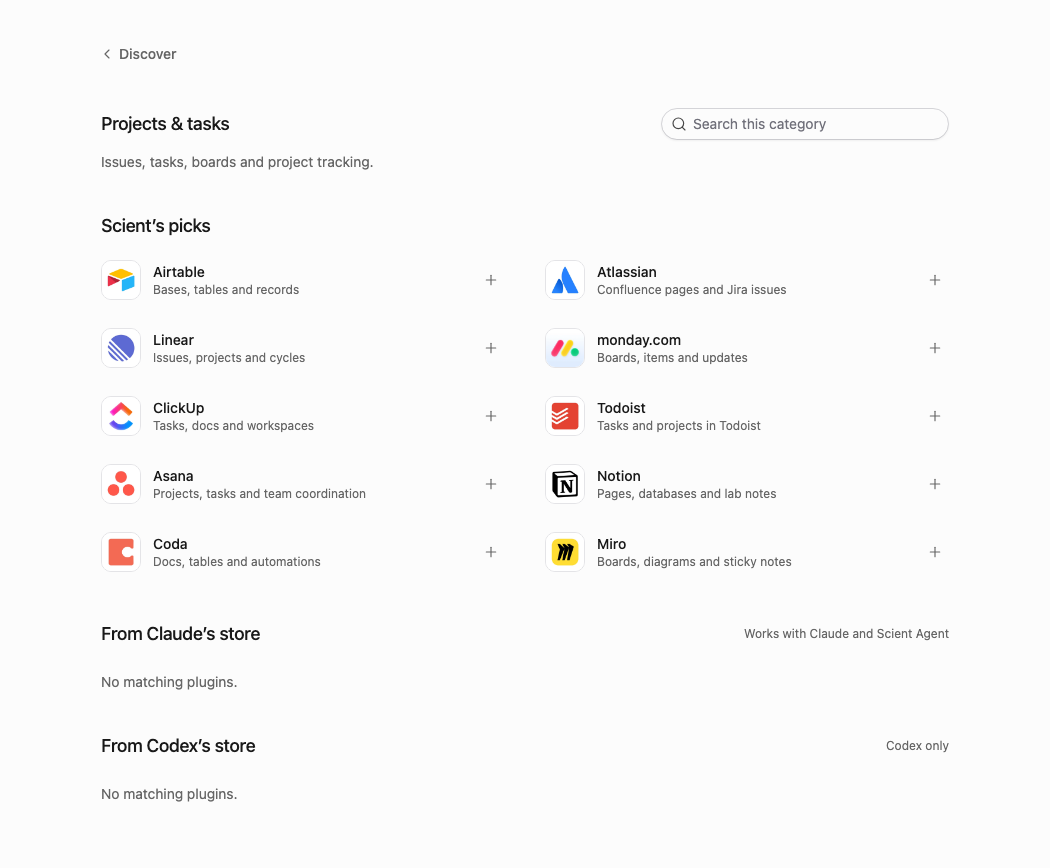 Discover
Projects & tasks
Search this category
Issues, tasks, boards and project tracking.
Scient's picks
Airtable
Bases, tables and records
Atlassian
Confluence pages and Jira issues
Linear
Issues, projects and cycles
monday.com
Boards, items and updates
ClickUp
Tasks, docs and workspaces
Todoist
Tasks and projects in Todoist
Asana
Projects, tasks and team coordination
Notion
Pages, databases and lab notes
Coda
Docs, tables and automations
Miro
Boards, diagrams and sticky notes
From Claude's store
Works with Claude and Scient Agent
No matching plugins.
From Codex's store
Codex only
No matching plugins.